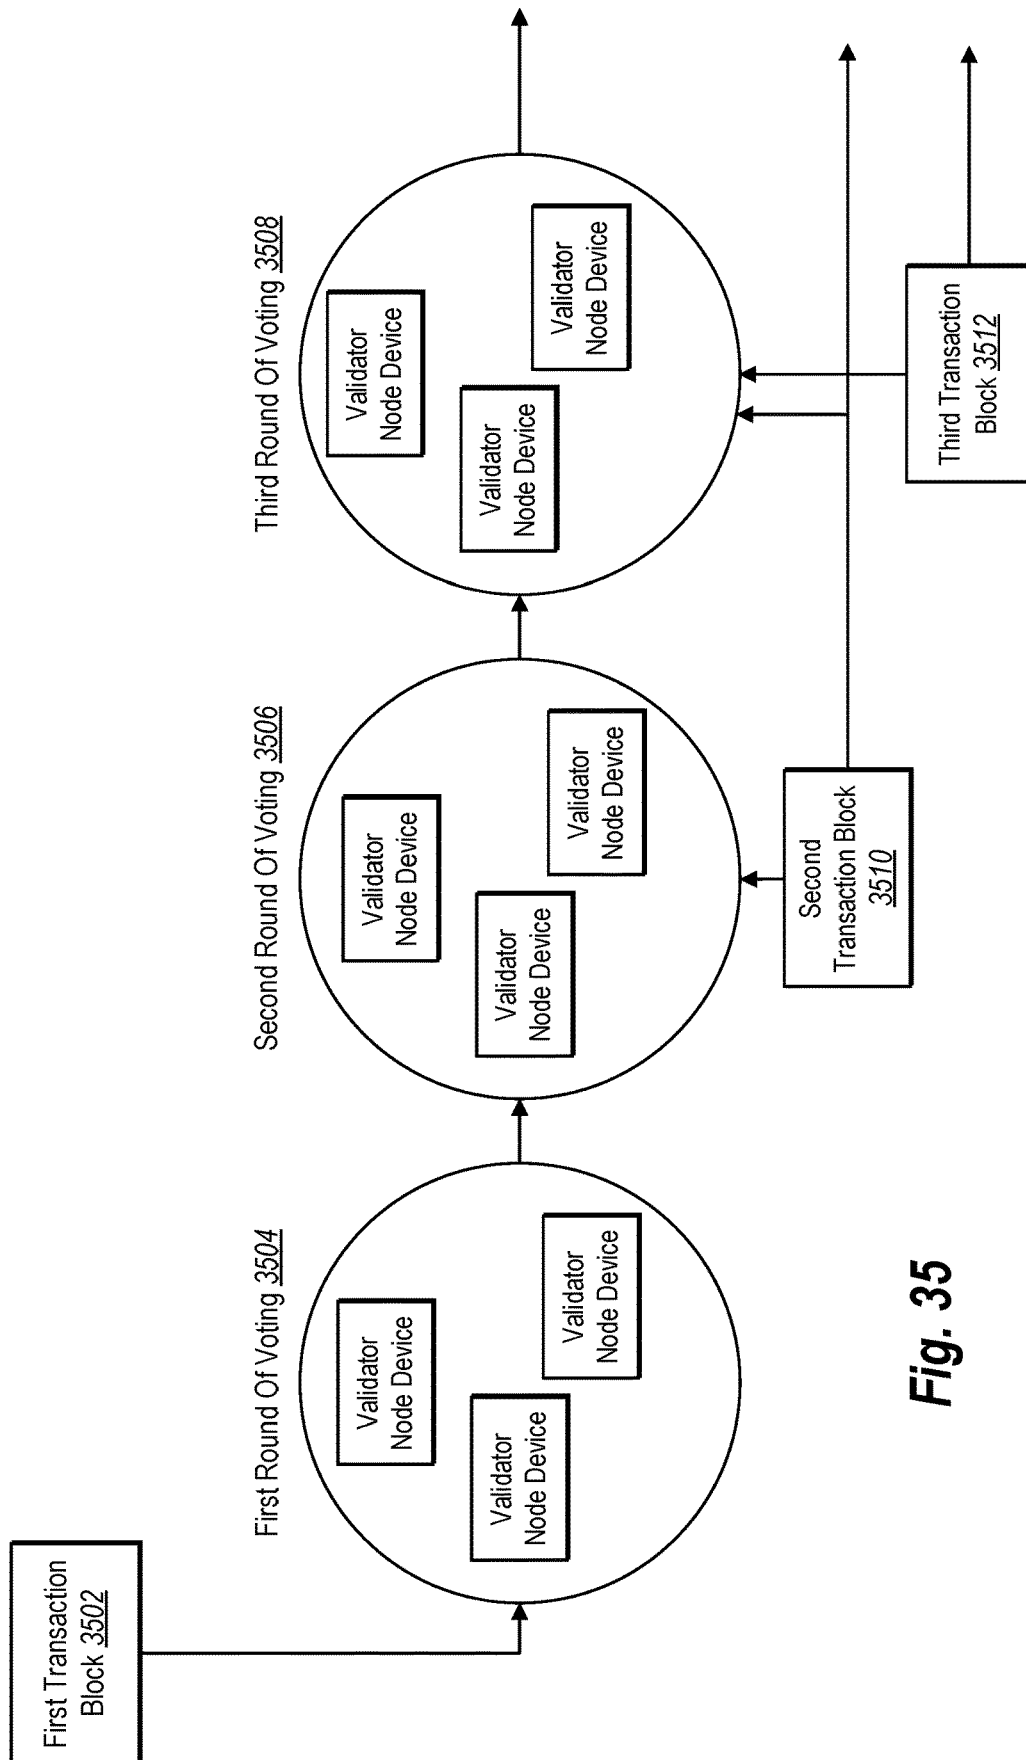 First Transaction
Block 3502
First Round Of Voting 3504
Validator
Node Device
Validator
Node Device
Validator
Node Device
Second Round Of Voting 3506
Validator
Node Device
Validator
Node Device
Validator
Node Device
Third Round Of Voting 3508
Validator
Node Device
Validator
Node Device
Validator
Node Device
Second
Transaction Block
3510
Third Transaction
Block 3512
Fig. 35